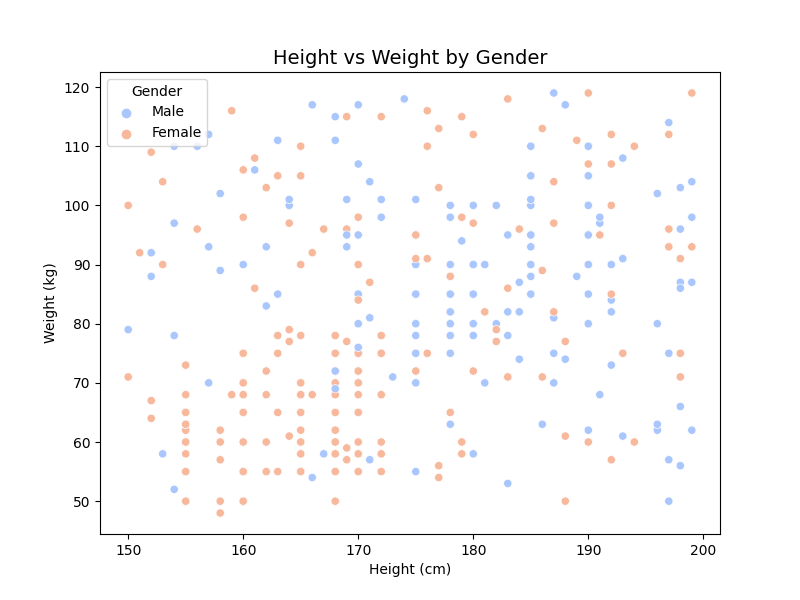 Height vs Weight by Gender
Gender
Male
Female
120
110
100
90
80
70
60
50
Weight (kg)
150 160 170 180 190 200
Height (cm)